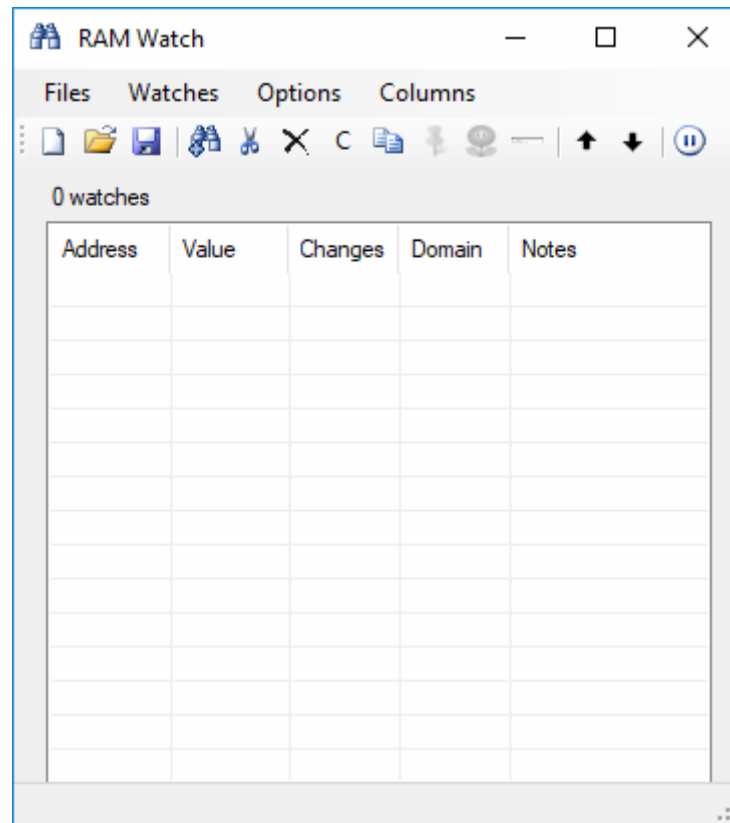 RAM Watch
Files Watches Options Columns
C
0 watches
Address Value Changes Domain Notes